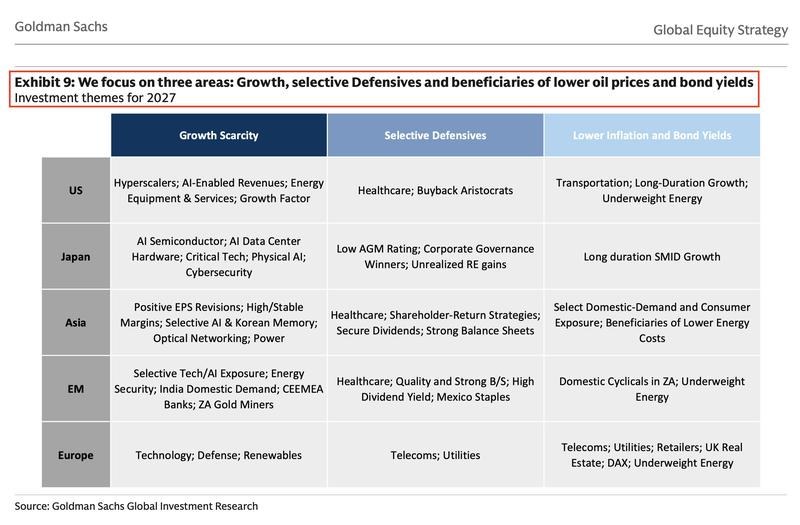 Goldman Sachs
Global Equity Strategy
Exhibit 9: We focus on three areas: Growth, selective Defensives and beneficiaries of lower oil prices and bond yields
Investment themes for 2027
Growth Scarcity
Selective Defensives
Lower Inflation and Bond Yields
US
Hyperscalers; AI-Enabled Revenues; Energy
Equipment & Services; Growth Factor
Healthcare; Buyback Aristocrats
Transportation; Long-Duration Growth;
Underweight Energy
Japan
AI Semiconductor; AI Data Center
Hardware; Critical Tech; Physical AI;
Cybersecurity
Low AGM Rating; Corporate Governance
Winners; Unrealized RE gains
Long duration SMID Growth
Asia
Positive EPS Revisions; High/Stable
Margins; Selective AI & Korean Memory;
Optical Networking; Power
Healthcare; Shareholder-Return Strategies;
Secure Dividends; Strong Balance Sheets
Select Domestic-Demand and Consumer
Exposure; Beneficiaries of Lower Energy
Costs
EM
Selective Tech/AI Exposure; Energy
Security; India Domestic Demand; CEEMEA
Banks; ZA Gold Miners
Healthcare; Quality and Strong B/S; High
Dividend Yield; Mexico Staples
Domestic Cyclicals in ZA; Underweight
Energy
Europe
Technology; Defense; Renewables
Telecoms; Utilities
Telecoms; Utilities; Retailers; UK Real
Estate; DAX; Underweight Energy
Source: Goldman Sachs Global Investment Research